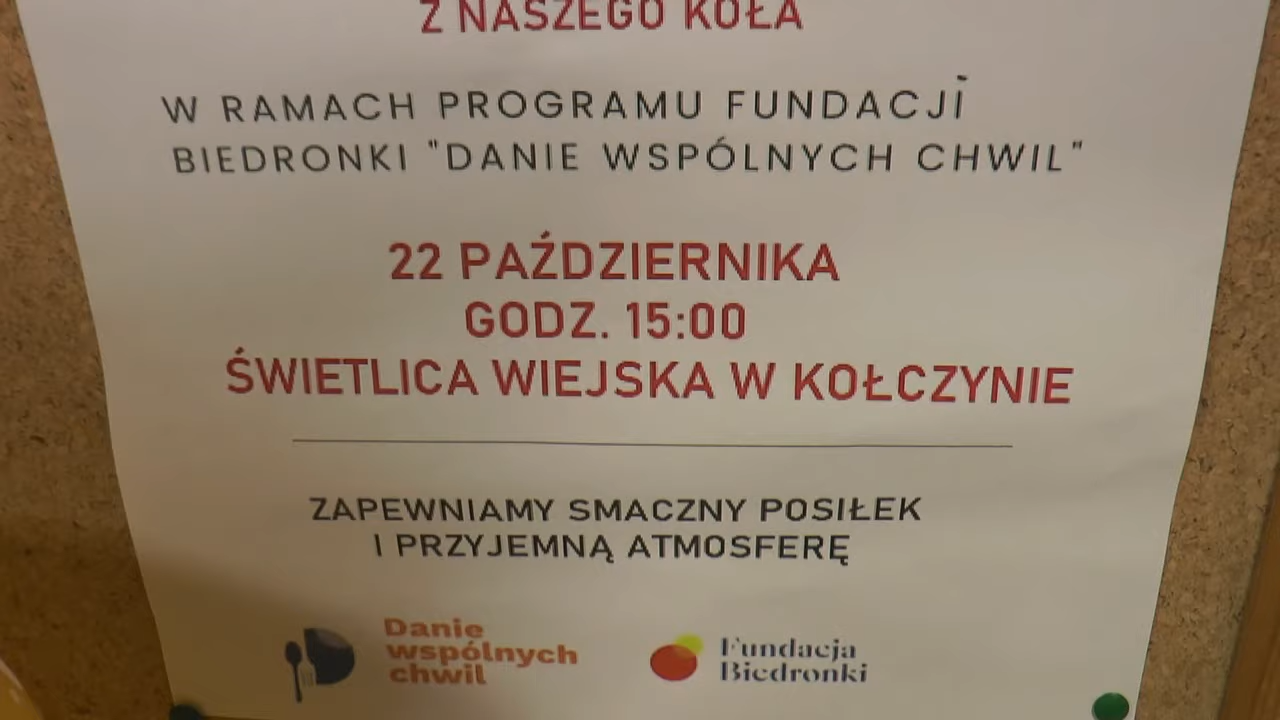 Z NASZEGO KOŁA
W RAMACH PROGRAMU FUNDACJI
BIEDRONKI "DANIE WSPÓLNYCH CHWIL"
22 PAŹDZIERNIKA
GODZ. 15:00
ŚWIETLICA WIEJSKA W KOŁCZYNIE
ZAPEWNIAMY SMACZNY POSIŁEK
I PRZYJEMNĄ ATMOSFERĘ
Danie
wspólnych
chwil
Fundacja
Biedronki